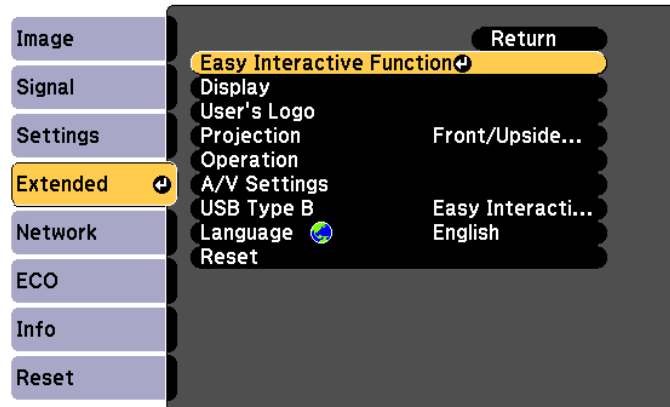 Image
Signal
Settings
Extended
Network
ECO
Info
Reset
Return
Easy Interactive Function
Display
User's Logo
Projection Front/Upside...
Operation
A/V Settings
USB Type B Easy Interacti...
Language English
Reset